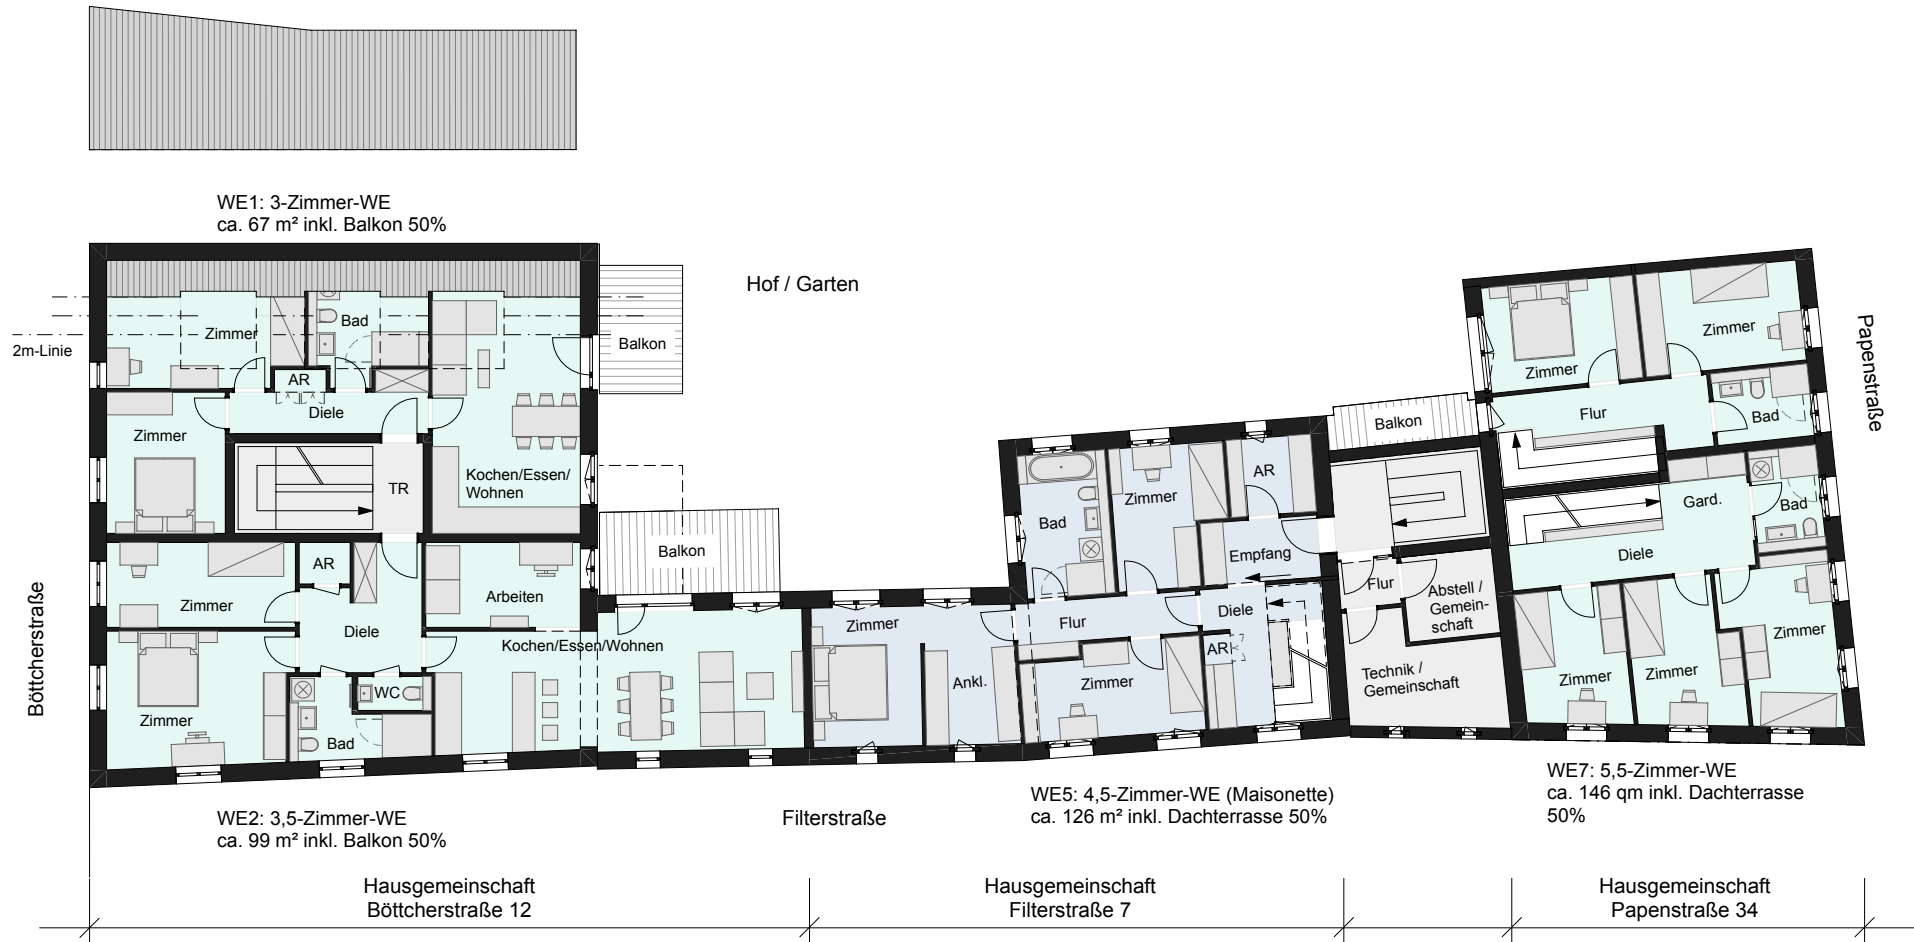 WE1: 3-Zimmer-WE
ca. 67 m² inkl. Balkon 50%
Hof / Garten
2m-Linie
Zimmer
Bad
Balkon
AR
Diele
Zimmer
Kochen/Essen/
Wohnen
TR
Balkon
AR
Arbeiten
Zimmer
Diele
Kochen/Essen/Wohnen
WC
Zimmer
Bad
Böttcherstraße
Zimmer
Ankl.
Bad
Zimmer
AR
Empfang
Flur
Diele
AR
Zimmer
Balkon
Flur
Abstell /
Gemein-
schaft
Technik /
Gemeinschaft
Zimmer
Zimmer
Flur
Bad
Gard.
Bad
Diele
Zimmer
Zimmer
Zimmer
Papenstraße
WE2: 3,5-Zimmer-WE
ca. 99 m² inkl. Balkon 50%
Filterstraße
WE5: 4,5-Zimmer-WE (Maisonette)
ca. 126 m² inkl. Dachterrasse 50%
WE7: 5,5-Zimmer-WE
ca. 146 qm inkl. Dachterrasse
50%
Hausgemeinschaft
Böttcherstraße 12
Hausgemeinschaft
Filterstraße 7
Hausgemeinschaft
Papenstraße 34